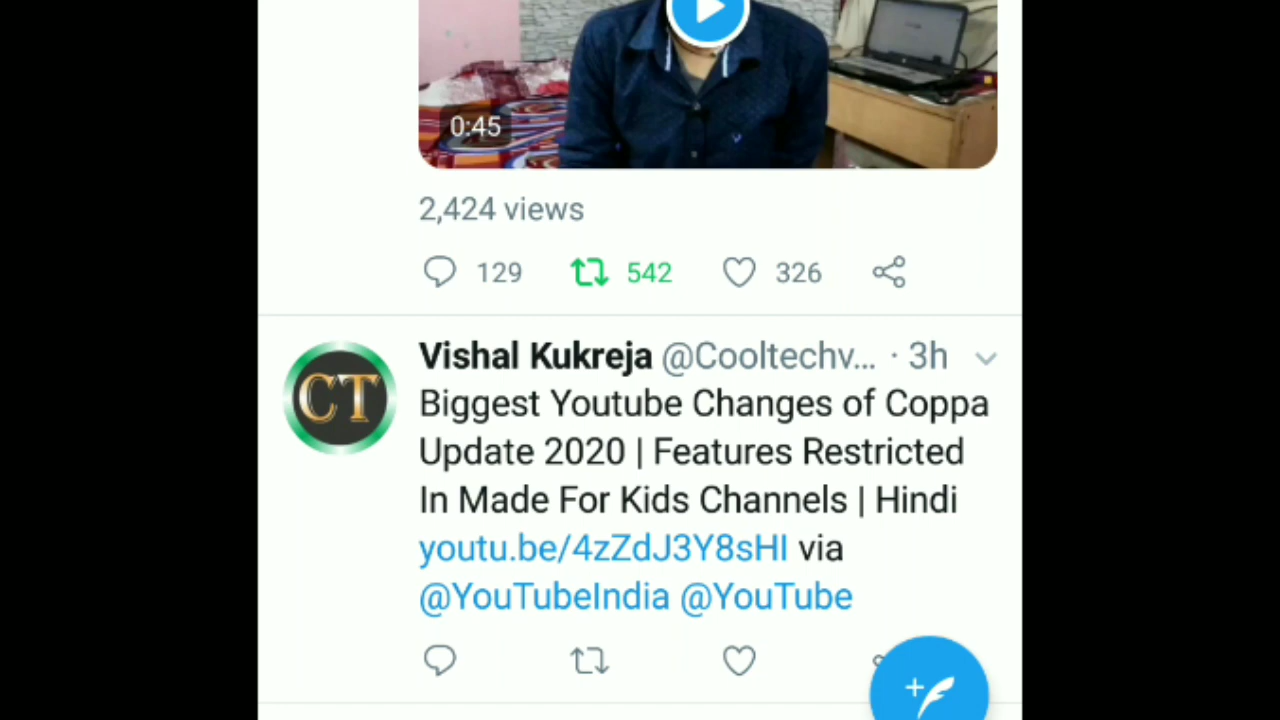 0:45
2,424 views
129 542 326
Vishal Kukreja @Cooltechv... · 3h
CT
Biggest Youtube Changes of Coppa
Update 2020 | Features Restricted
In Made For Kids Channels | Hindi
youtu.be/4zZdJ3Y8sHI via
@YouTubeIndia @YouTube